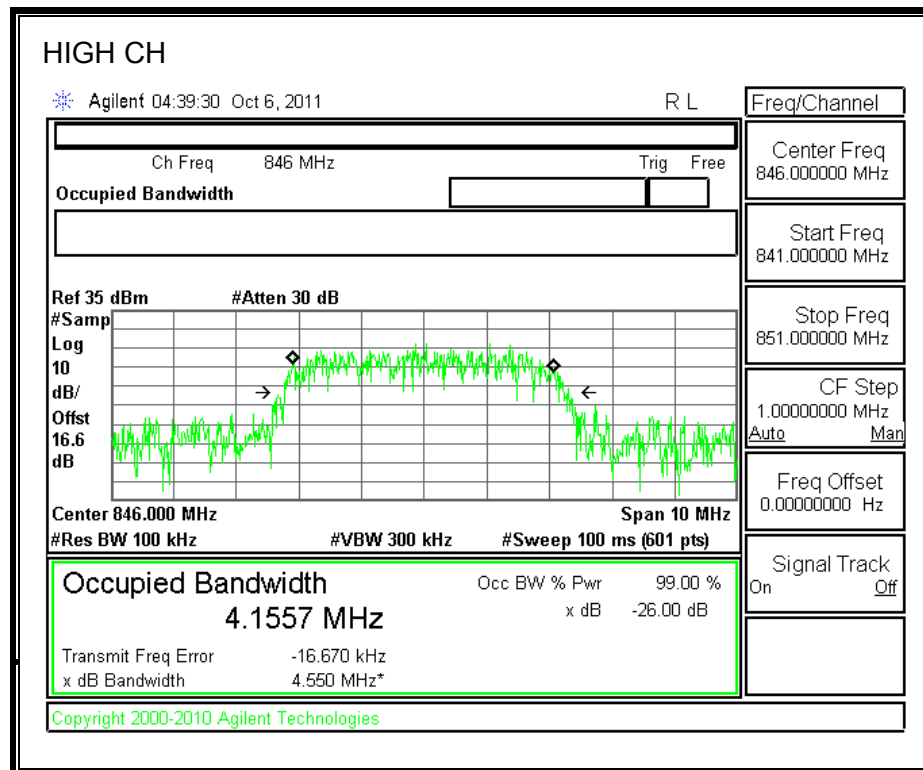 HIGH CH
Agilent 04:39:30 Oct 6, 2011 R L
Ch Freq 846 MHz Trig Free
Occupied Bandwidth
Ref 35 dBm #Atten 30 dB
#Samp
Log
10
dB/
Offst
16.6
dB
Center 846.000 MHz Span 10 MHz
#Res BW 100 kHz #VBW 300 kHz #Sweep 100 ms (601 pts)
Occupied Bandwidth Occ BW % Pwr 99.00 %
4.1557 MHz x dB -26.00 dB
Transmit Freq Error -16.670 kHz
x dB Bandwidth 4.550 MHz*
Copyright 2000-2010 Agilent Technologies
Freq/Channel
Center Freq
846.000000 MHz
Start Freq
841.000000 MHz
Stop Freq
851.000000 MHz
CF Step
1.00000000 MHz
Auto Man
Freq Offset
0.00000000 Hz
Signal Track
On Off